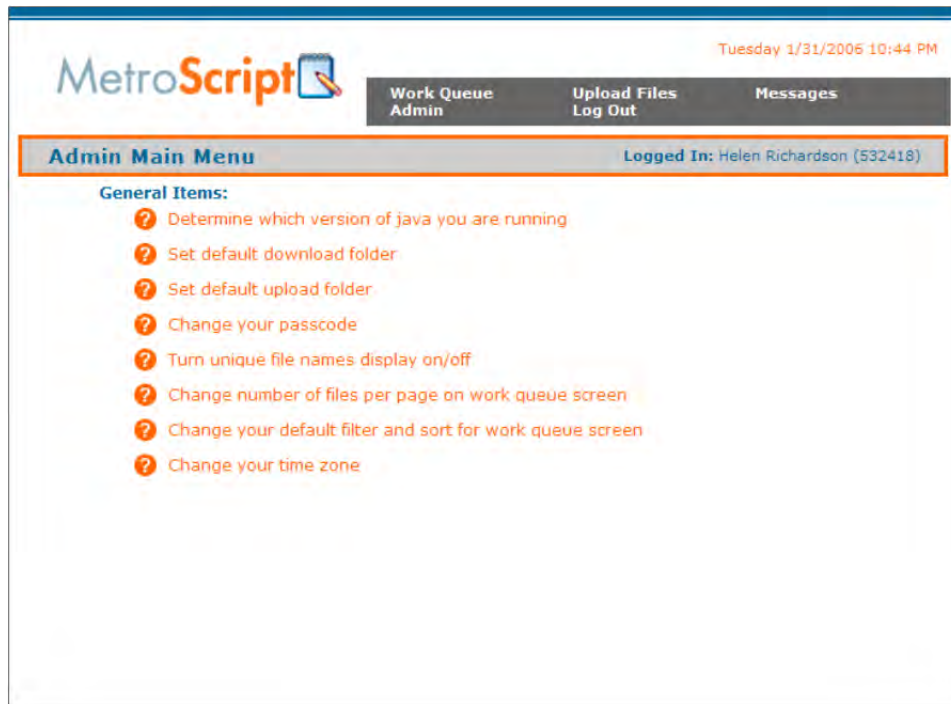 Tuesday 1/31/2006 10:44 PM
MetroScript
Work Queue Upload Files Messages
Admin Log Out
Admin Main Menu Logged In: Helen Richardson (532418)
General Items:
? Determine which version of java you are running
? Set default download folder
? Set default upload folder
? Change your passcode
? Turn unique file names display on/off
? Change number of files per page on work queue screen
? Change your default filter and sort for work queue screen
? Change your time zone